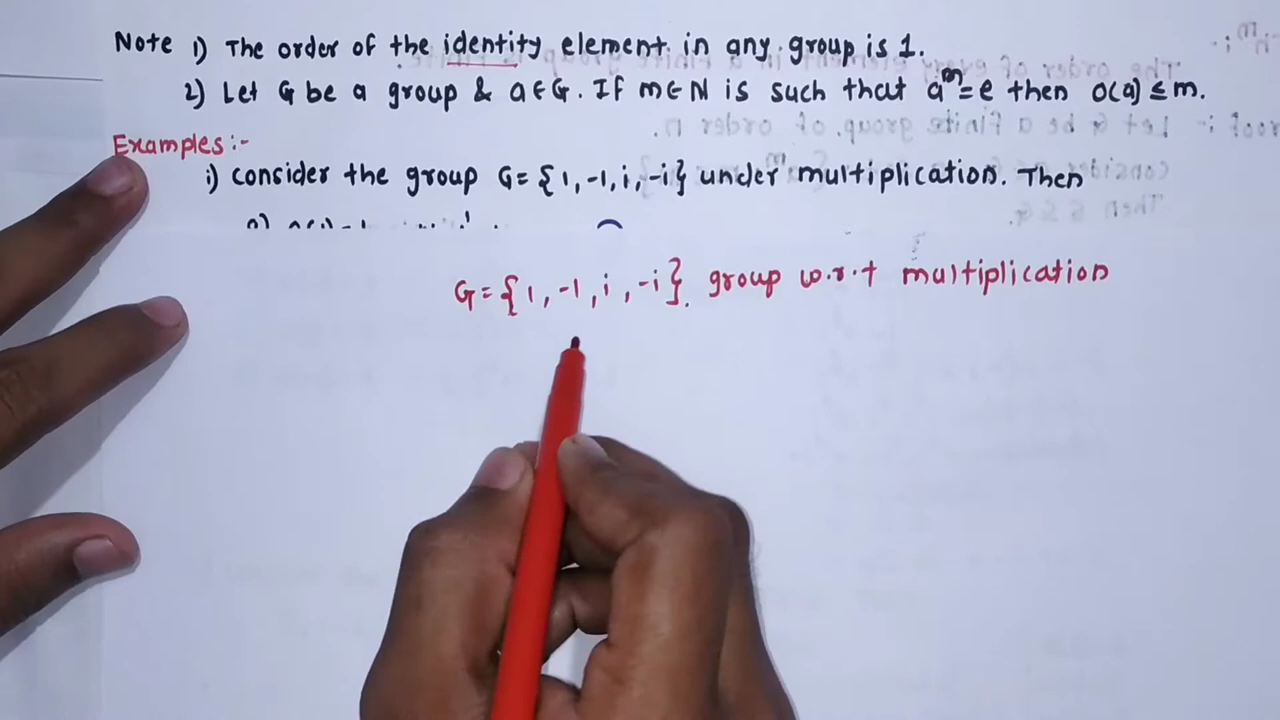 Note 1) The order of the identity element in any group is 1.
2) Let G be a group & a ∈ G. If m ∈ N is such that a^m = e then o(a) ≤ m.
Examples:-
i) consider the group G = {1, -1, i, -i} under multiplication. Then
G = {1, -1, i, -i}. group w.r.t multiplication